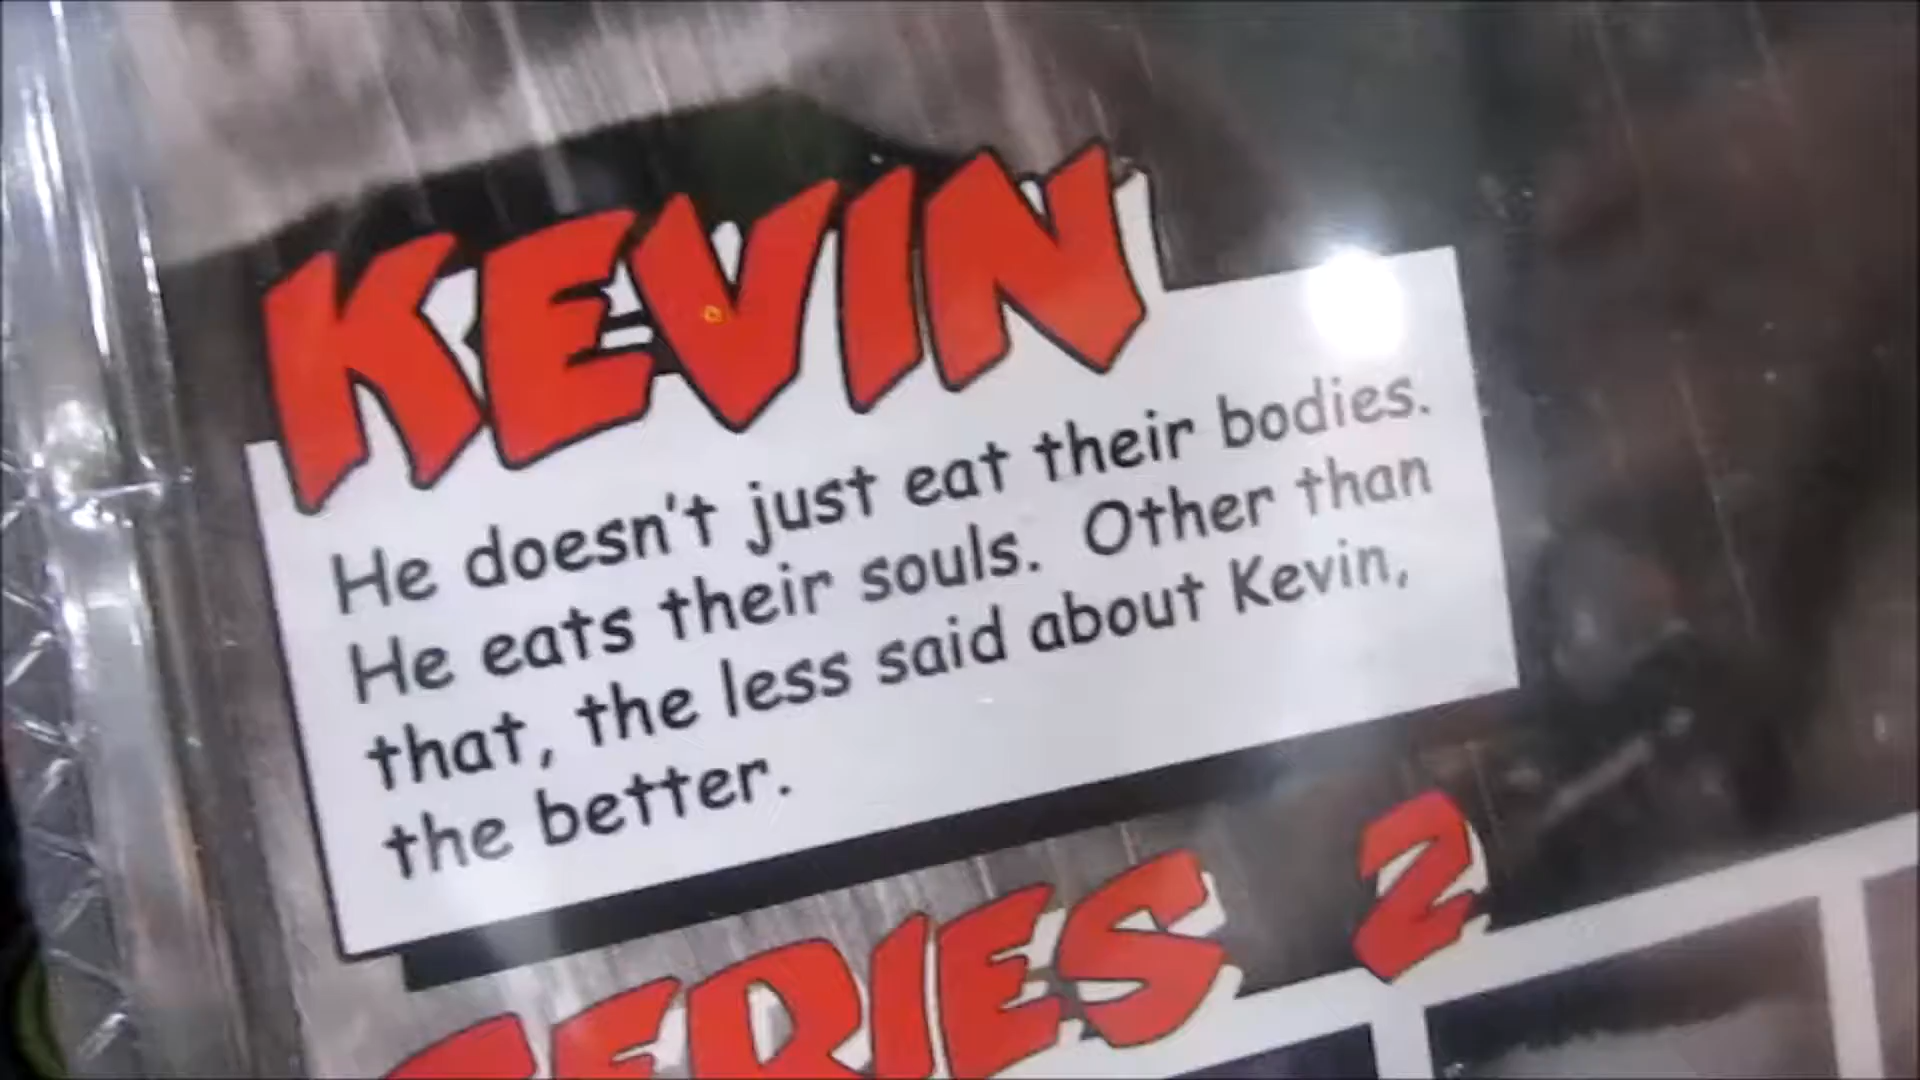 KEVIN
He doesn't just eat their bodies.
He eats their souls. Other than
that, the less said about Kevin,
the better.
SERIES 2